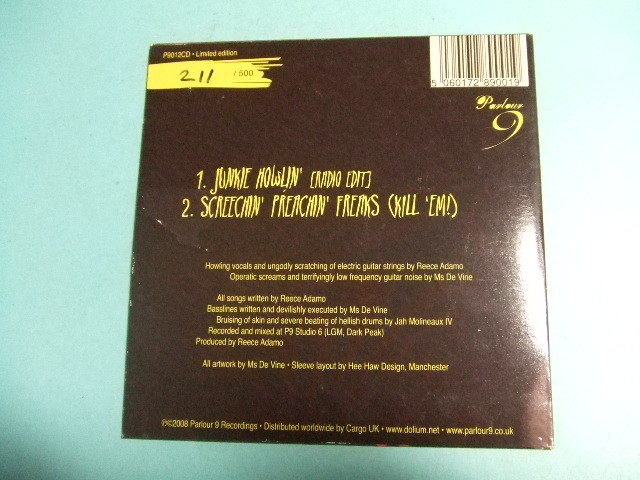 P9012CD • Limited edition
211 / 500
5 060172 890019
Parlour
9
1. JUNKIE HOWLIN' [RADIO EDIT]
2. SCREECHIN' PREACHIN' FREAKS (KILL 'EM!)
Howling vocals and ungodly scratching of electric guitar strings by Reece Adamo
Operatic screams and terrifyingly low frequency guitar noise by Ms De Vine
All songs written by Reece Adamo
Basslines written and devilishly executed by Ms De Vine
Bruising of skin and severe beating of hellish drums by Jah Molineaux IV
Recorded and mixed at P9 Studio 6 (LGM, Dark Peak)
Produced by Reece Adamo
All artwork by Ms De Vine • Sleeve layout by Hee Haw Design, Manchester
℗©2008 Parlour 9 Recordings • Distributed worldwide by Cargo UK • www.dolium.net • www.parlour9.co.uk